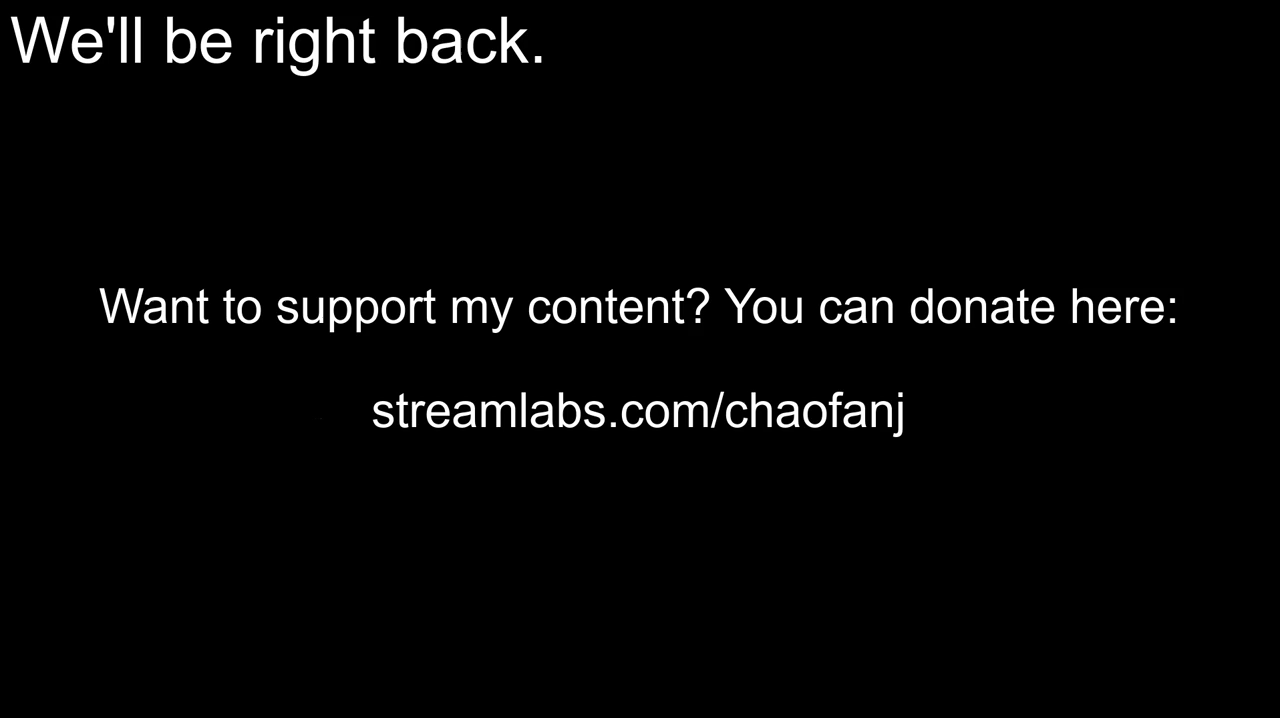 We'll be right back.
Want to support my content? You can donate here:
streamlabs.com/chaofanj